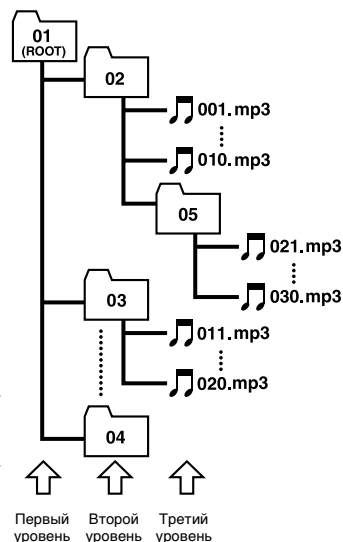 01
(ROOT)
02
001.mp3
010.mp3
05
021.mp3
030.mp3
03
011.mp3
020.mp3
04
Первый уровень
Второй уровень
Третий уровень